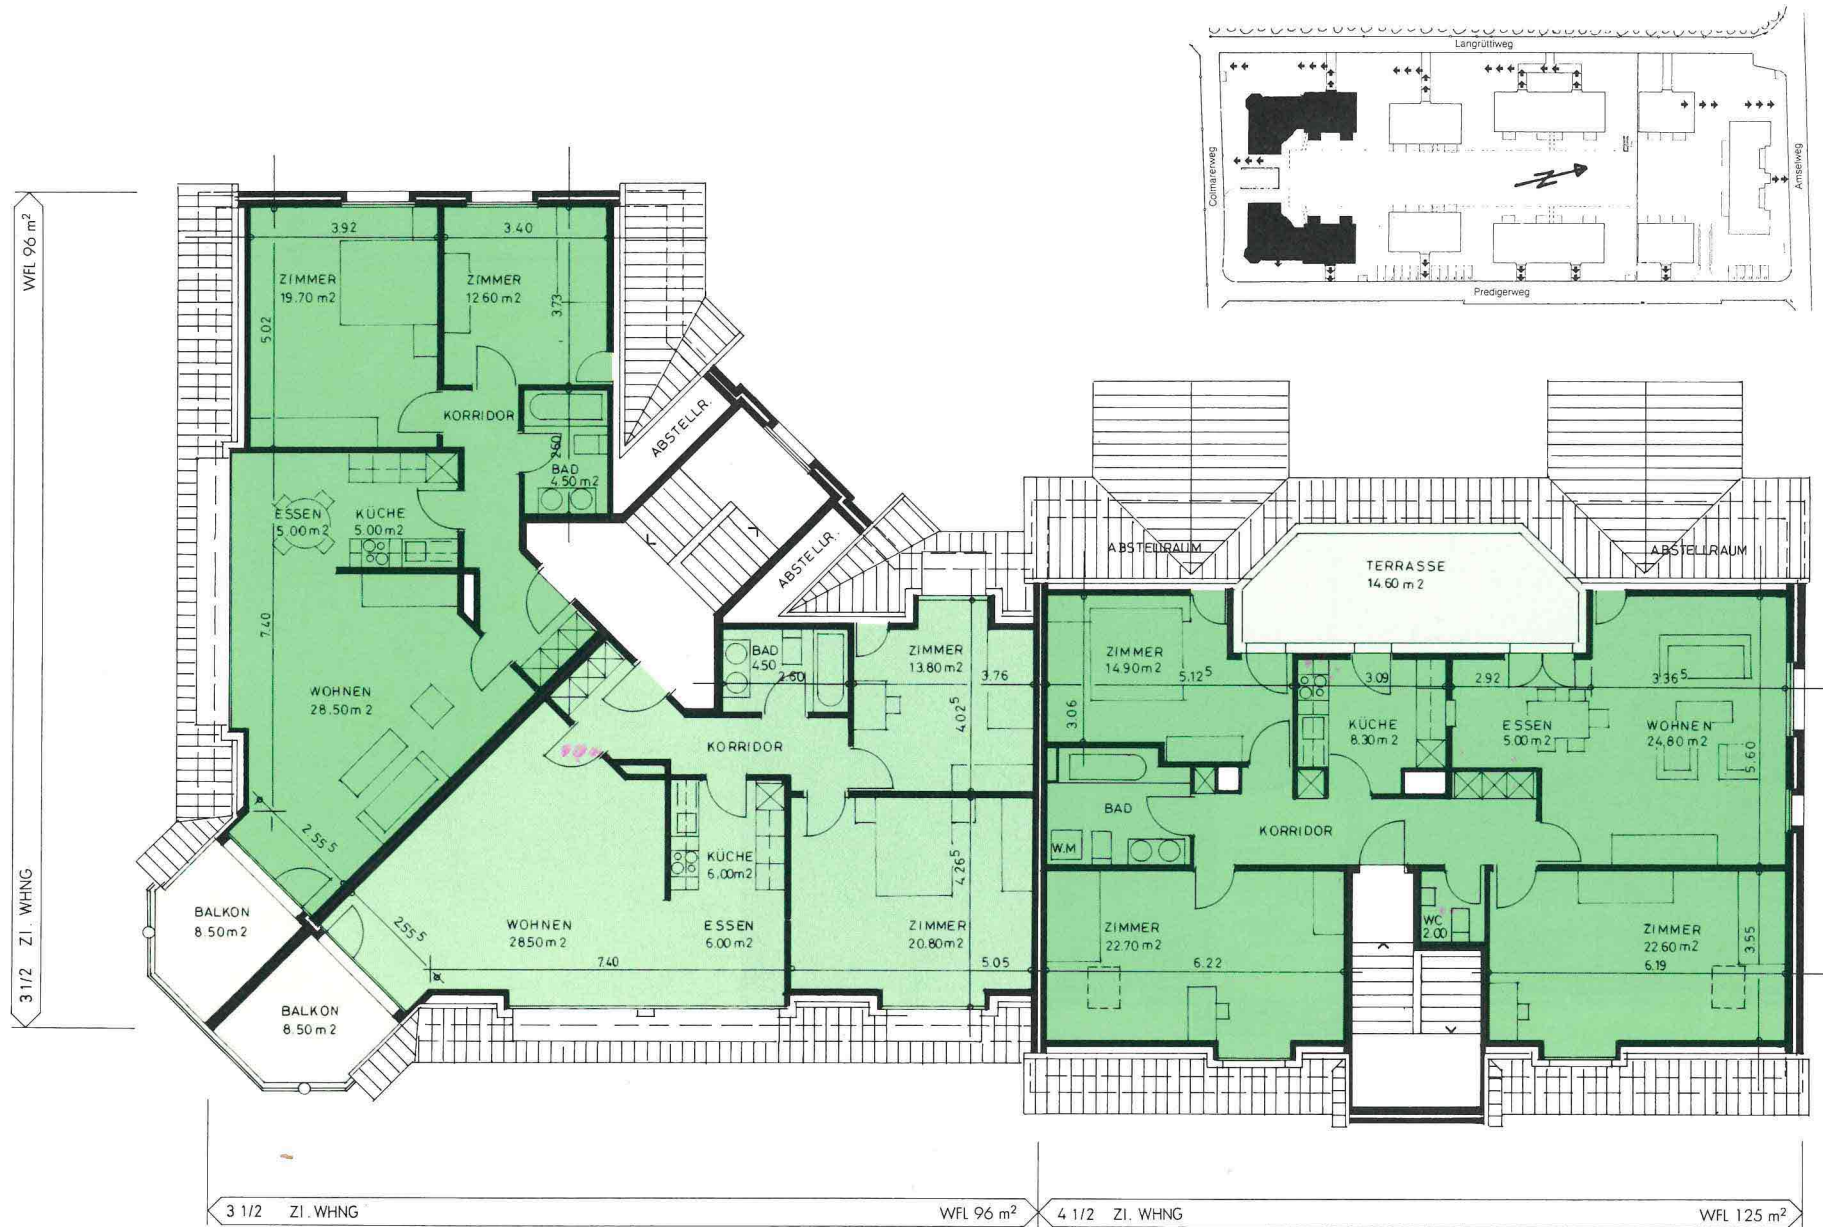 Langrüttiweg
Colmarerweg
Amselweg
Predigerweg
WFL 96 m²
3 1/2 ZI. WHNG
3.92
3.40
ZIMMER
19.70 m2
ZIMMER
12.60 m2
5.02
3.73
KORRIDOR
2.60
BAD
4.50 m2
ABSTELLR.
ESSEN
5.00 m2
KÜCHE
5.00 m2
7.40
WOHNEN
28.50 m2
2.55 5
BALKON
8.50 m2
ABSTELLR.
BAD
4.50
2.60
ZIMMER
13.80 m2
3.76
4.02 5
KORRIDOR
KÜCHE
6.00 m2
4.26 5
WOHNEN
28.50 m2
ESSEN
6.00 m2
ZIMMER
20.80 m2
2.55 5
7.40
5.05
BALKON
8.50 m2
ABSTELLRAUM
ABSTELLRAUM
TERRASSE
14.60 m2
ZIMMER
14.90 m2
5.12 5
3.09
2.92
3.36 5
3.06
KÜCHE
8.30 m2
ESSEN
5.00 m2
WOHNEN
24.80 m2
5.60
BAD
W.M
KORRIDOR
ZIMMER
22.70 m2
6.22
WC
2.00
ZIMMER
22.60 m2
6.19
3.55
3 1/2 ZI. WHNG
WFL 96 m²
4 1/2 ZI. WHNG
WFL 125 m²